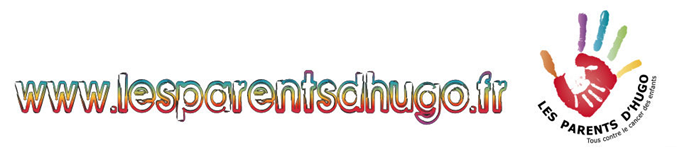 www.lesparentsdhugo.fr
LES PARENTS D'HUGO
Tous contre le cancer des enfants